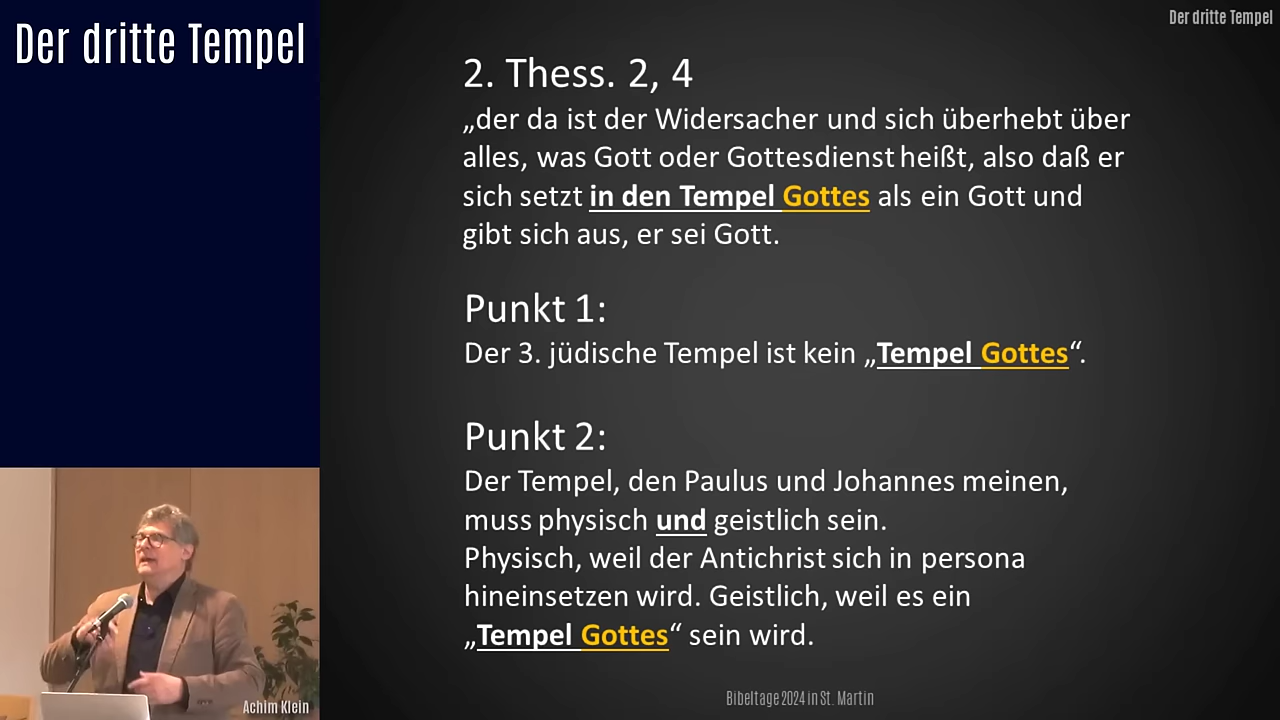 Der dritte Tempel
Der dritte Tempel
2. Thess. 2, 4
„der da ist der Widersacher und sich überhebt über
alles, was Gott oder Gottesdienst heißt, also daß er
sich setzt in den Tempel Gottes als ein Gott und
gibt sich aus, er sei Gott.
Punkt 1:
Der 3. jüdische Tempel ist kein „Tempel Gottes“.
Punkt 2:
Der Tempel, den Paulus und Johannes meinen,
muss physisch und geistlich sein.
Physisch, weil der Antichrist sich in persona
hineinsetzen wird. Geistlich, weil es ein
„Tempel Gottes“ sein wird.
Achim Klein
Bibeltage 2024 in St. Martin